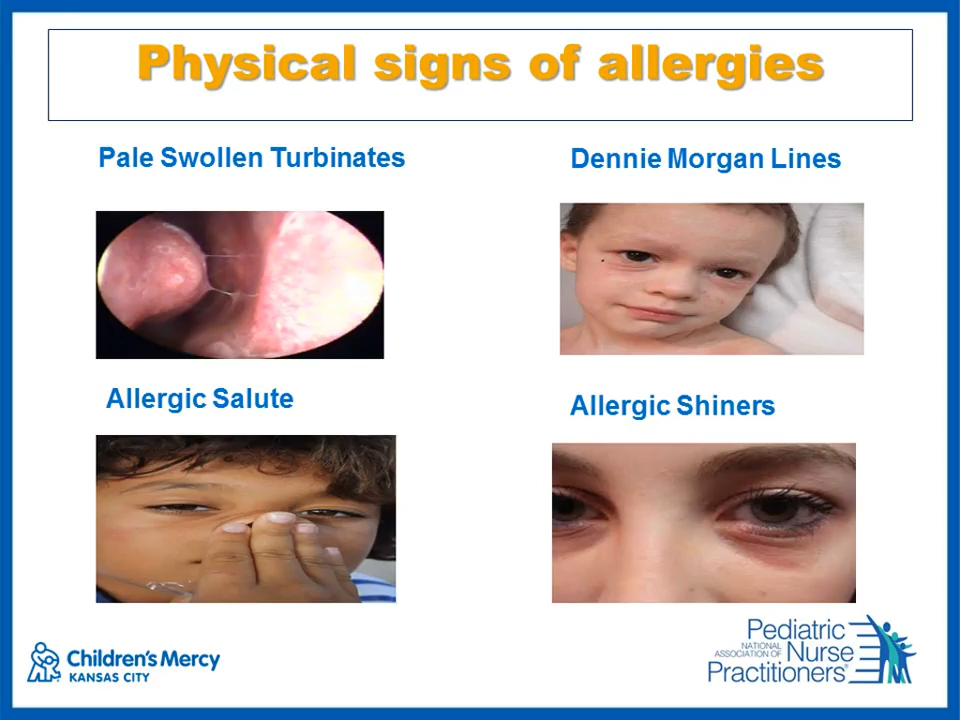 Physical signs of allergies
Pale Swollen Turbinates
Dennie Morgan Lines
Allergic Salute
Allergic Shiners
Children's Mercy
KANSAS CITY
Pediatric
NATIONAL
ASSOCIATION OF
Nurse
Practitioners®